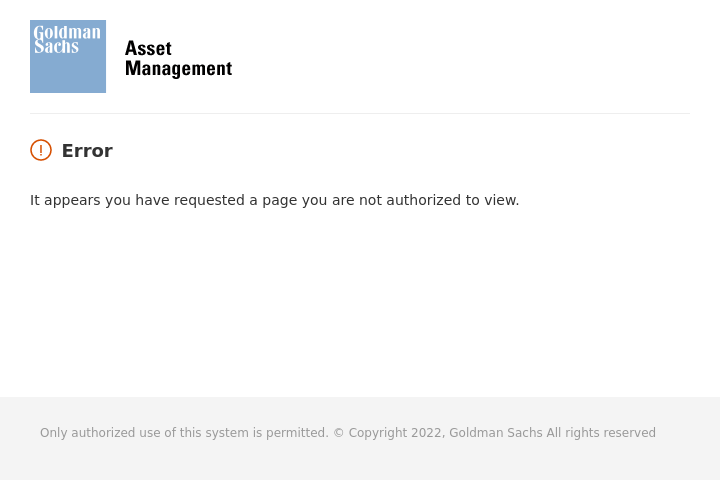 Goldman
Sachs
Asset
Management
Error
It appears you have requested a page you are not authorized to view.
Only authorized use of this system is permitted. © Copyright 2022, Goldman Sachs All rights reserved